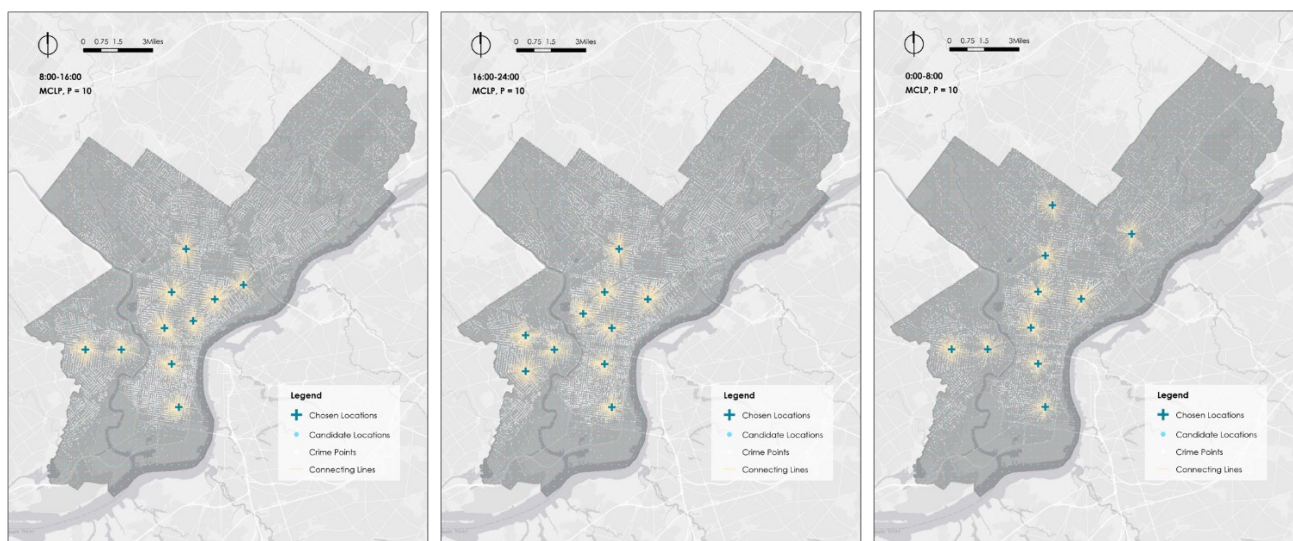 0 0.75 1.5 3Miles
8:00-16:00
MCLP, P = 10
Legend
Chosen Locations
Candidate Locations
Crime Points
Connecting Lines
0 0.75 1.5 3Miles
16:00-24:00
MCLP, P = 10
Legend
Chosen Locations
Candidate Locations
Crime Points
Connecting Lines
0 0.75 1.5 3Miles
0:00-8:00
MCLP, P = 10
Legend
Chosen Locations
Candidate Locations
Crime Points
Connecting Lines